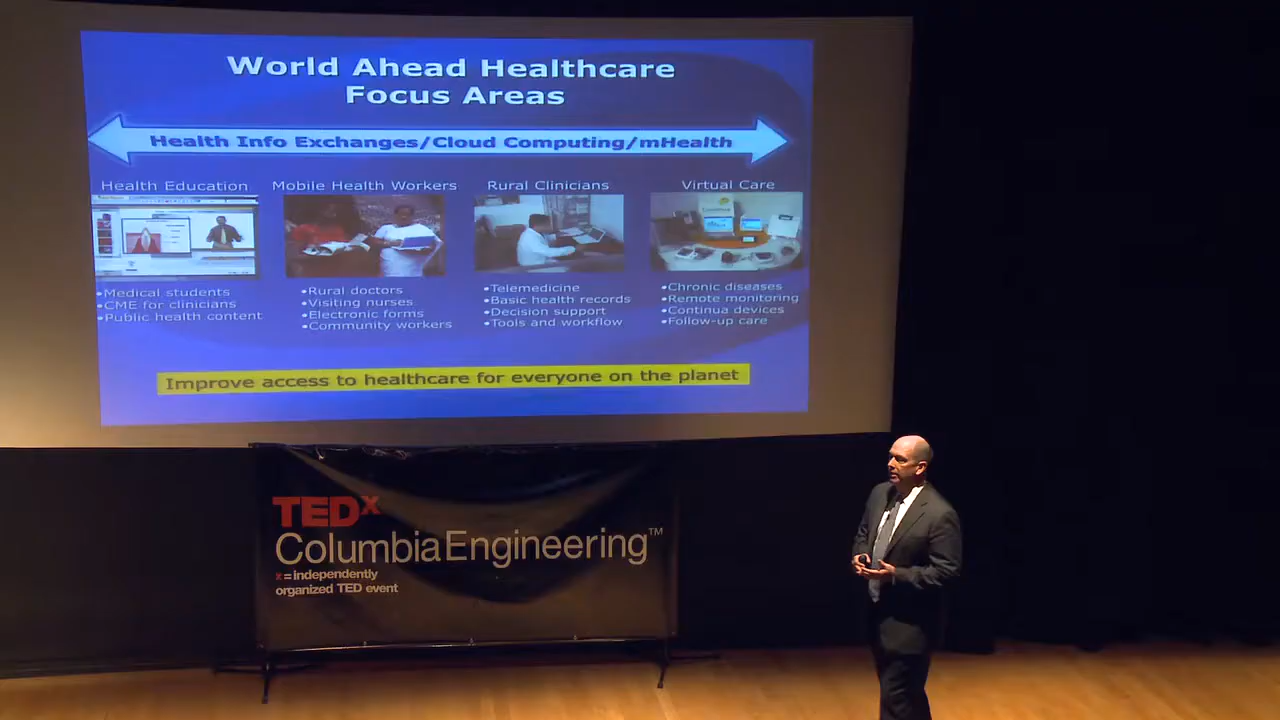 World Ahead Healthcare
Focus Areas
Health Info Exchanges/Cloud Computing/mHealth
Health Education
•Medical students
•CME for clinicians
•Public health content
Mobile Health Workers
•Rural doctors
•Visiting nurses
•Electronic forms
•Community workers
Rural Clinicians
•Telemedicine
•Basic health records
•Decision support
•Tools and workflow
Virtual Care
•Chronic diseases
•Remote monitoring
•Continua devices
•Follow-up care
Improve access to healthcare for everyone on the planet
TEDx
ColumbiaEngineering™
x = independently
organized TED event